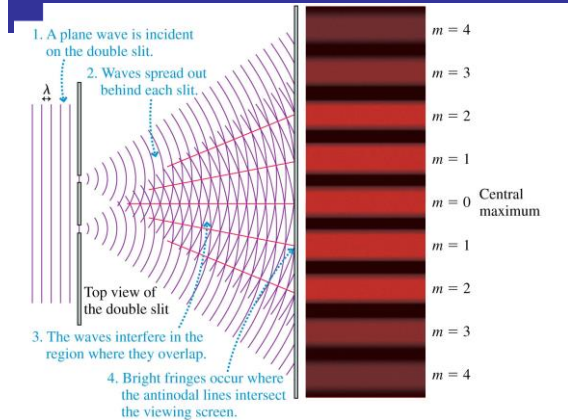 1. A plane wave is incident
on the double slit.
2. Waves spread out
behind each slit.
λ
Top view of
the double slit
3. The waves interfere in the
region where they overlap.
4. Bright fringes occur where
the antinodal lines intersect
the viewing screen.
m = 4
m = 3
m = 2
m = 1
m = 0 Central
maximum
m = 1
m = 2
m = 3
m = 4